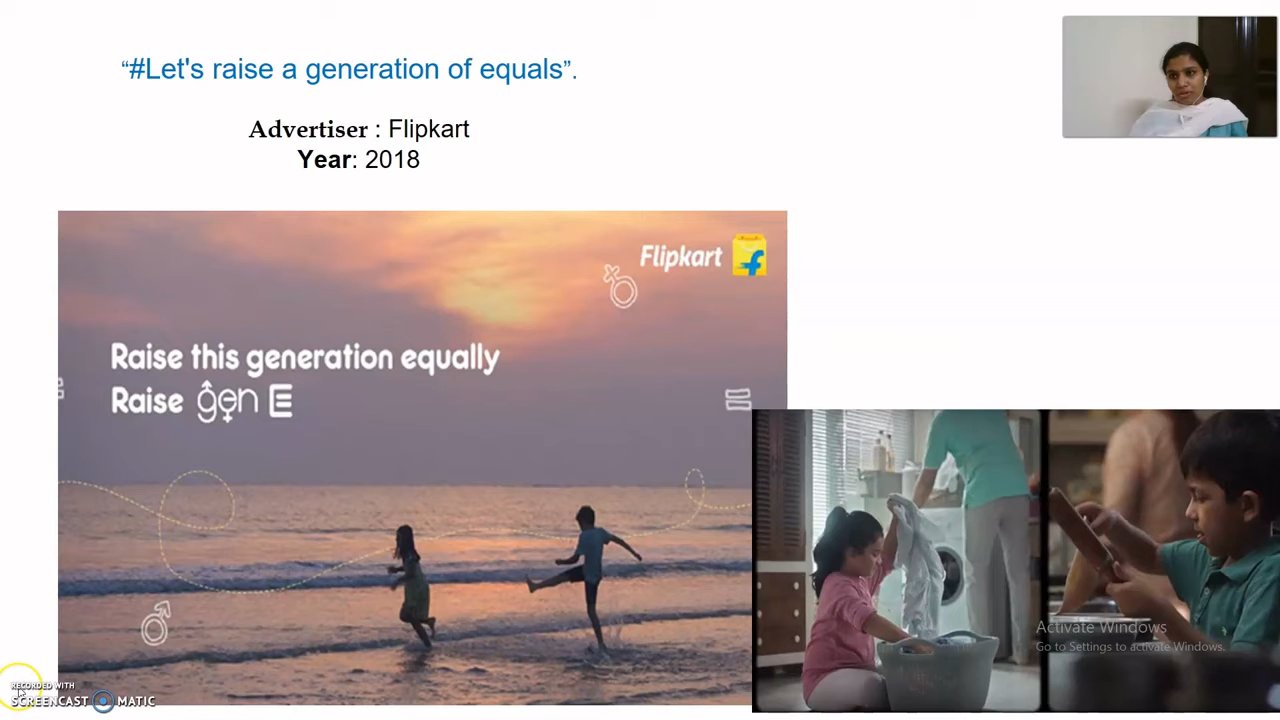 “#Let's raise a generation of equals”.
Advertiser : Flipkart
Year: 2018
Flipkart
Raise this generation equally
Raise gen E
Activate Windows
Go to Settings to activate Windows.
RECORDED WITH
SCREENCAST MATIC